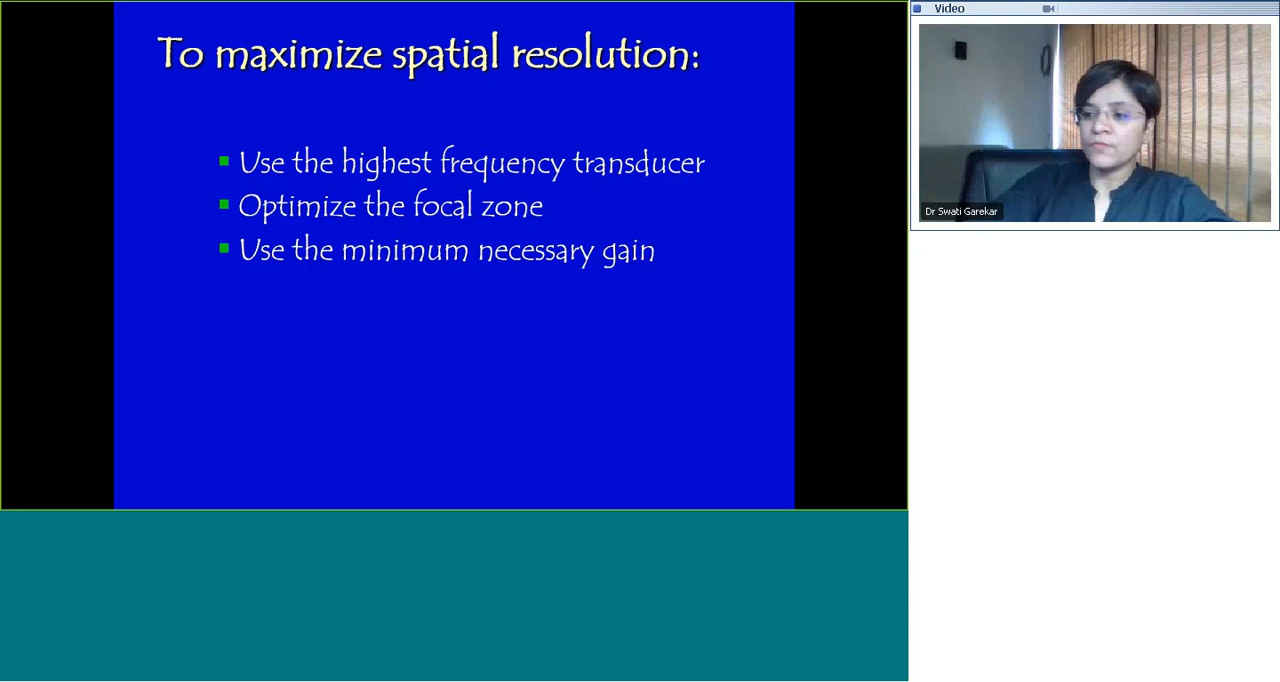 To maximize spatial resolution:
Use the highest frequency transducer
Optimize the focal zone
Use the minimum necessary gain
Video
Dr Swati Garekar